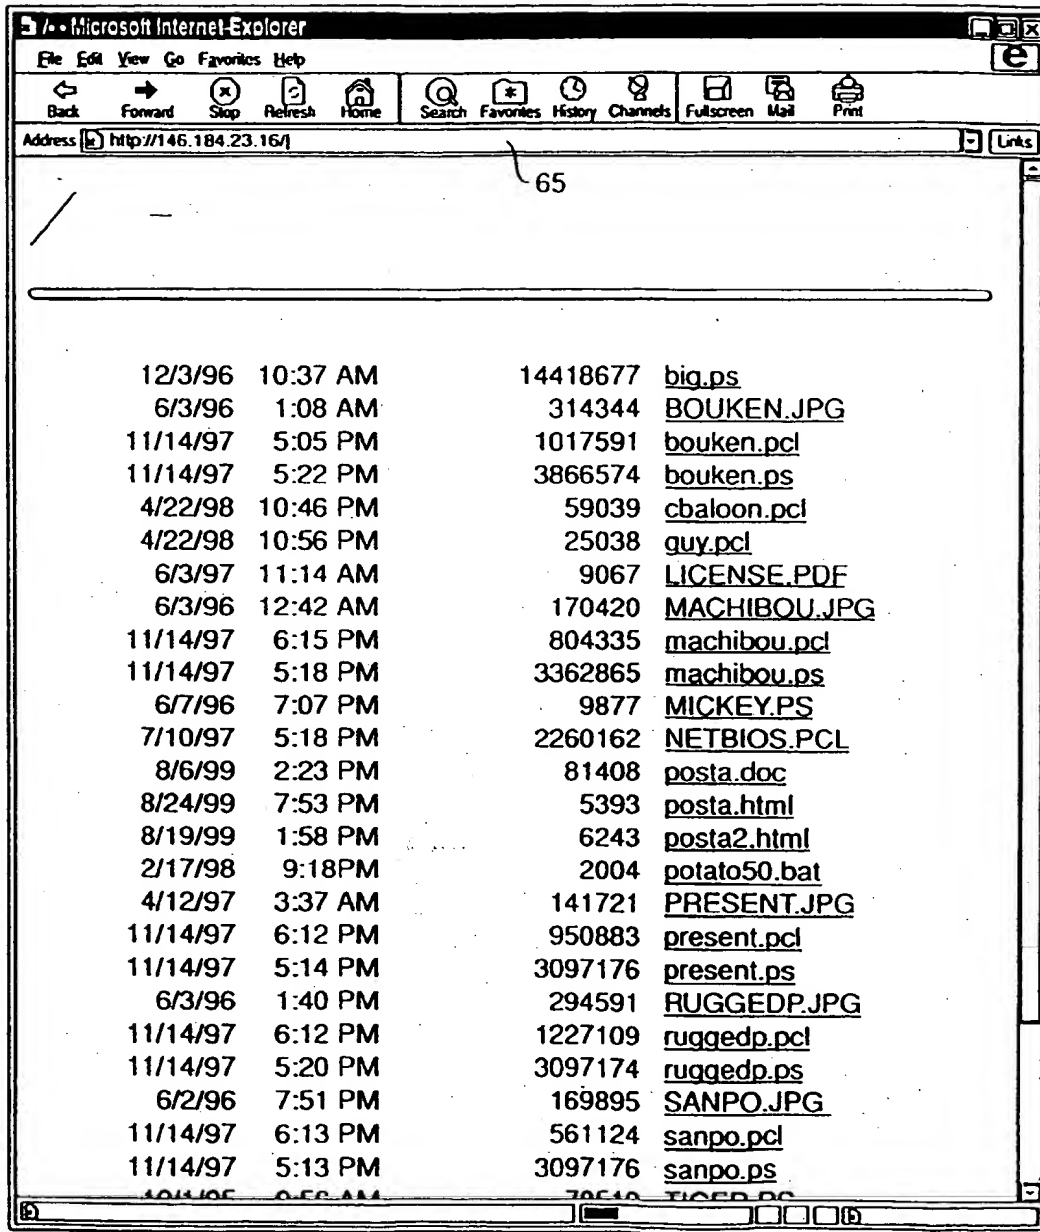 / - Microsoft Internet Explorer
File Edit View Go Favorites Help
Back Forward Stop Refresh Home Search Favorites History Channels Fullscreen Mail Print
Address http://146.184.23.16/ Links
65
/
12/3/96 10:37 AM 14418677 big.ps
6/3/96 1:08 AM 314344 BOUKEN.JPG
11/14/97 5:05 PM 1017591 bouken.pcl
11/14/97 5:22 PM 3866574 bouken.ps
4/22/98 10:46 PM 59039 cbaloon.pcl
4/22/98 10:56 PM 25038 guy.pcl
6/3/97 11:14 AM 9067 LICENSE.PDF
6/3/96 12:42 AM 170420 MACHIBOU.JPG
11/14/97 6:15 PM 804335 machibou.pcl
11/14/97 5:18 PM 3362865 machibou.ps
6/7/96 7:07 PM 9877 MICKEY.PS
7/10/97 5:18 PM 2260162 NETBIOS.PCL
8/6/99 2:23 PM 81408 posta.doc
8/24/99 7:53 PM 5393 posta.html
8/19/99 1:58 PM 6243 posta2.html
2/17/98 9:18PM 2004 potato50.bat
4/12/97 3:37 AM 141721 PRESENT.JPG
11/14/97 6:12 PM 950883 present.pcl
11/14/97 5:14 PM 3097176 present.ps
6/3/96 1:40 PM 294591 RUGGEDP.JPG
11/14/97 6:12 PM 1227109 ruggedp.pcl
11/14/97 5:20 PM 3097174 ruggedp.ps
6/2/96 7:51 PM 169895 SANPO.JPG
11/14/97 6:13 PM 561124 sanpo.pcl
11/14/97 5:13 PM 3097176 sanpo.ps